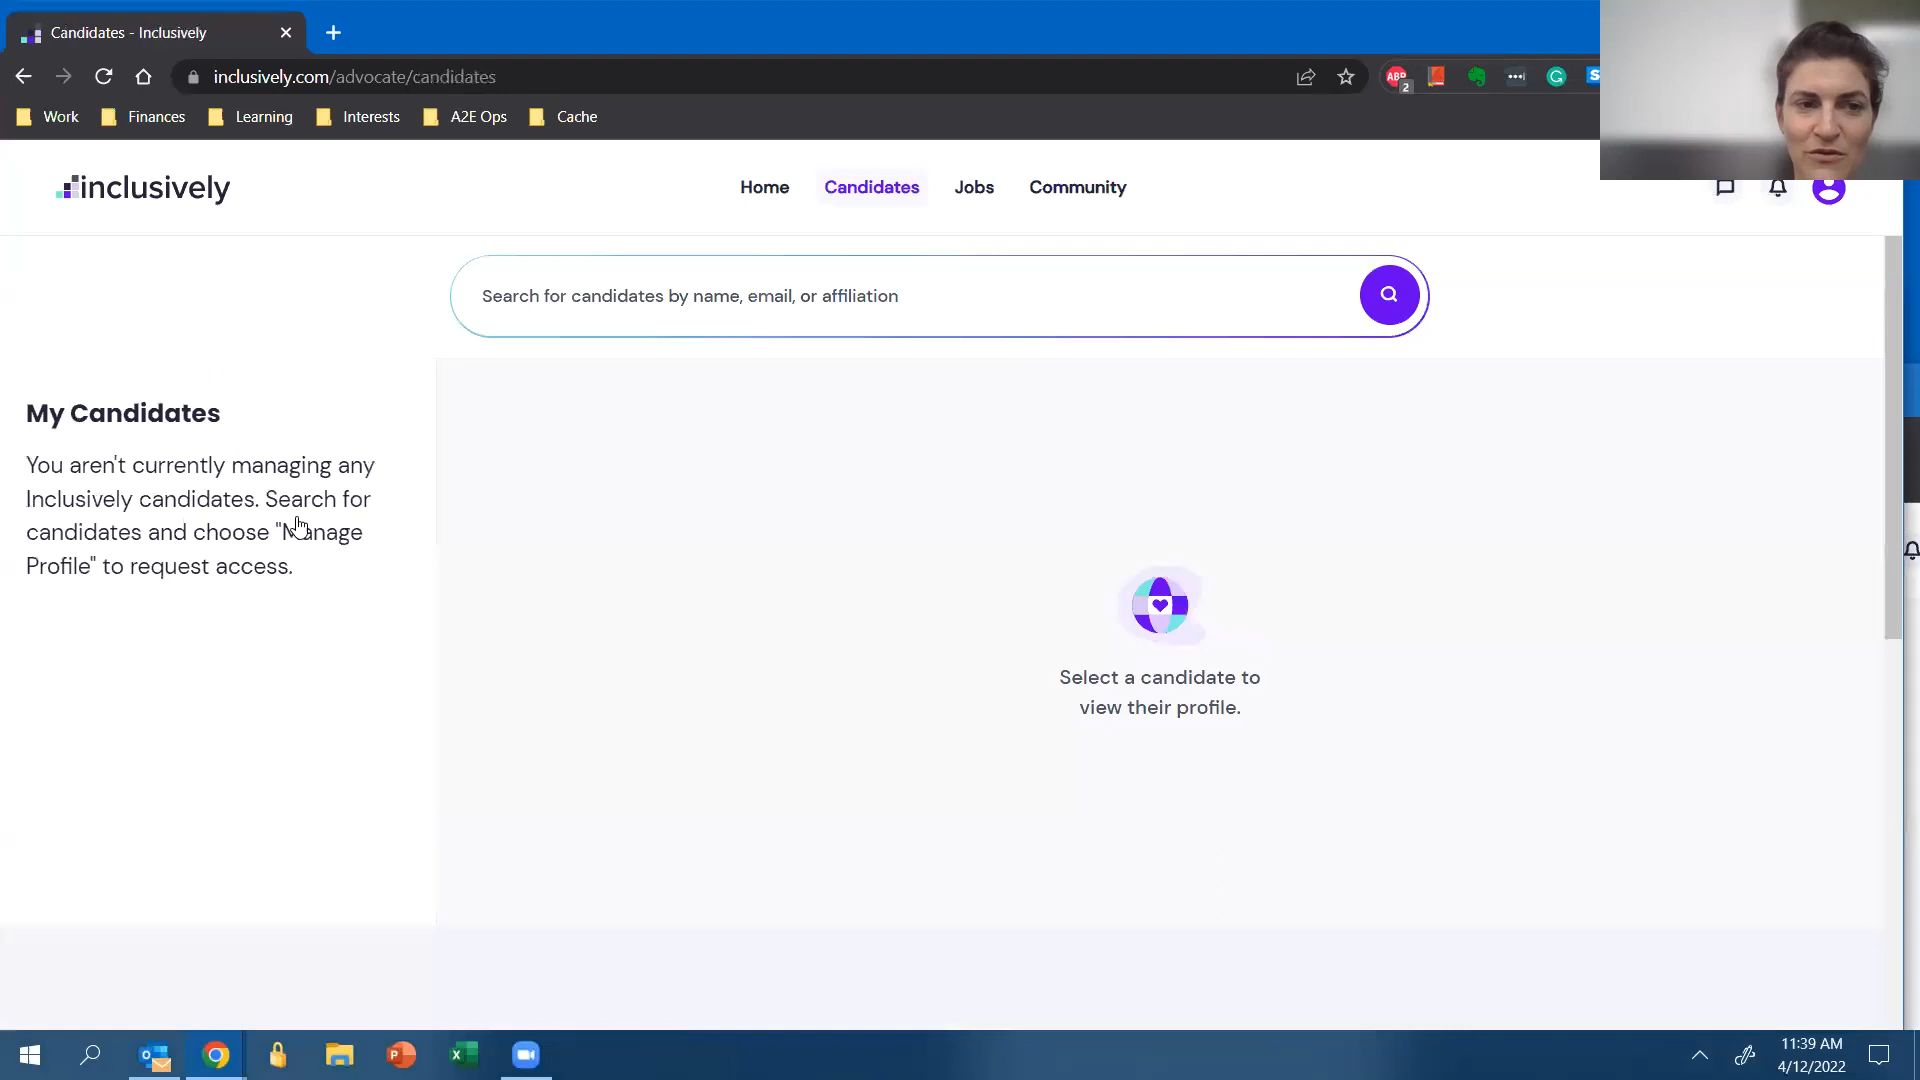 Candidates - Inclusively
inclusively.com/advocate/candidates
ABP
2
Work
Finances
Learning
Interests
A2E Ops
Cache
inclusively
Home
Candidates
Jobs
Community
Search for candidates by name, email, or affiliation
My Candidates
You aren't currently managing any
Inclusively candidates. Search for
candidates and choose "Manage
Profile" to request access.
Select a candidate to
view their profile.
11:39 AM
4/12/2022